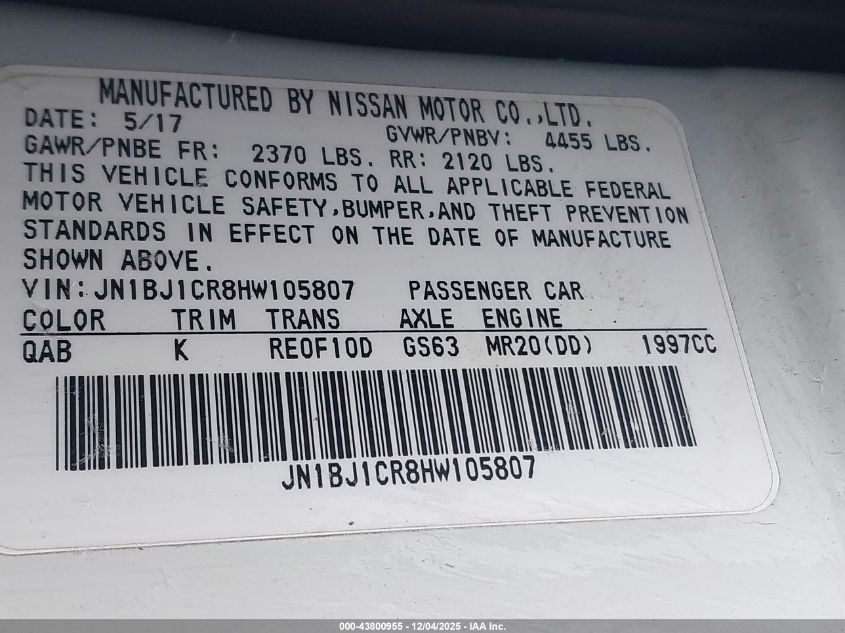 MANUFACTURED BY NISSAN MOTOR CO.,LTD.
DATE: 5/17 GVWR/PNBV: 4455 LBS.
GAWR/PNBE FR: 2370 LBS. RR: 2120 LBS.
THIS VEHICLE CONFORMS TO ALL APPLICABLE FEDERAL
MOTOR VEHICLE SAFETY,BUMPER,AND THEFT PREVENTION
STANDARDS IN EFFECT ON THE DATE OF MANUFACTURE
SHOWN ABOVE.
VIN:JN1BJ1CR8HW105807 PASSENGER CAR
COLOR TRIM TRANS AXLE ENGINE
QAB K RE0F10D GS63 MR20(DD) 1997CC
JN1BJ1CR8HW105807
000-43800955 - 12/04/2025 - IAA Inc.